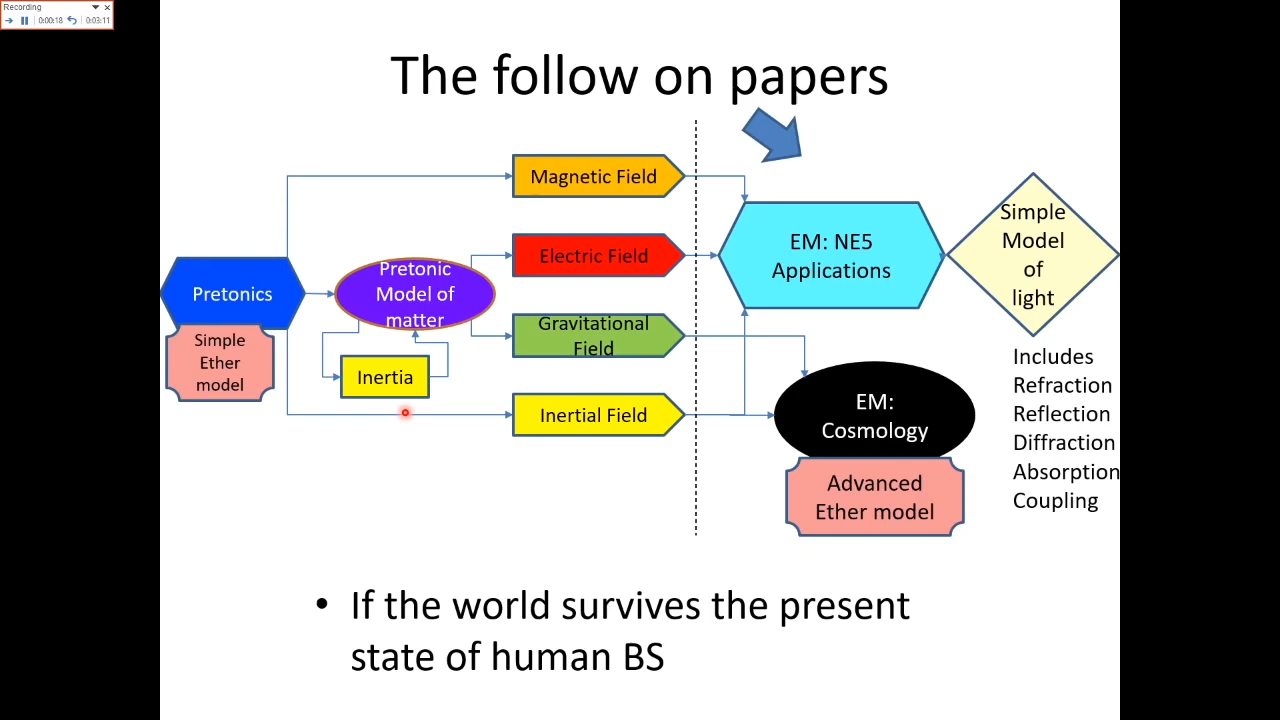 Recording
0:00:18
0:03:11
The follow on papers
Magnetic Field
Electric Field
Gravitational
Field
Inertial Field
Pretonics
Simple
Ether
model
Pretonic
Model of
matter
Inertia
EM: NE5
Applications
Simple
Model
of
light
EM:
Cosmology
Advanced
Ether model
Includes
Refraction
Reflection
Diffraction
Absorption
Coupling
• If the world survives the present
state of human BS